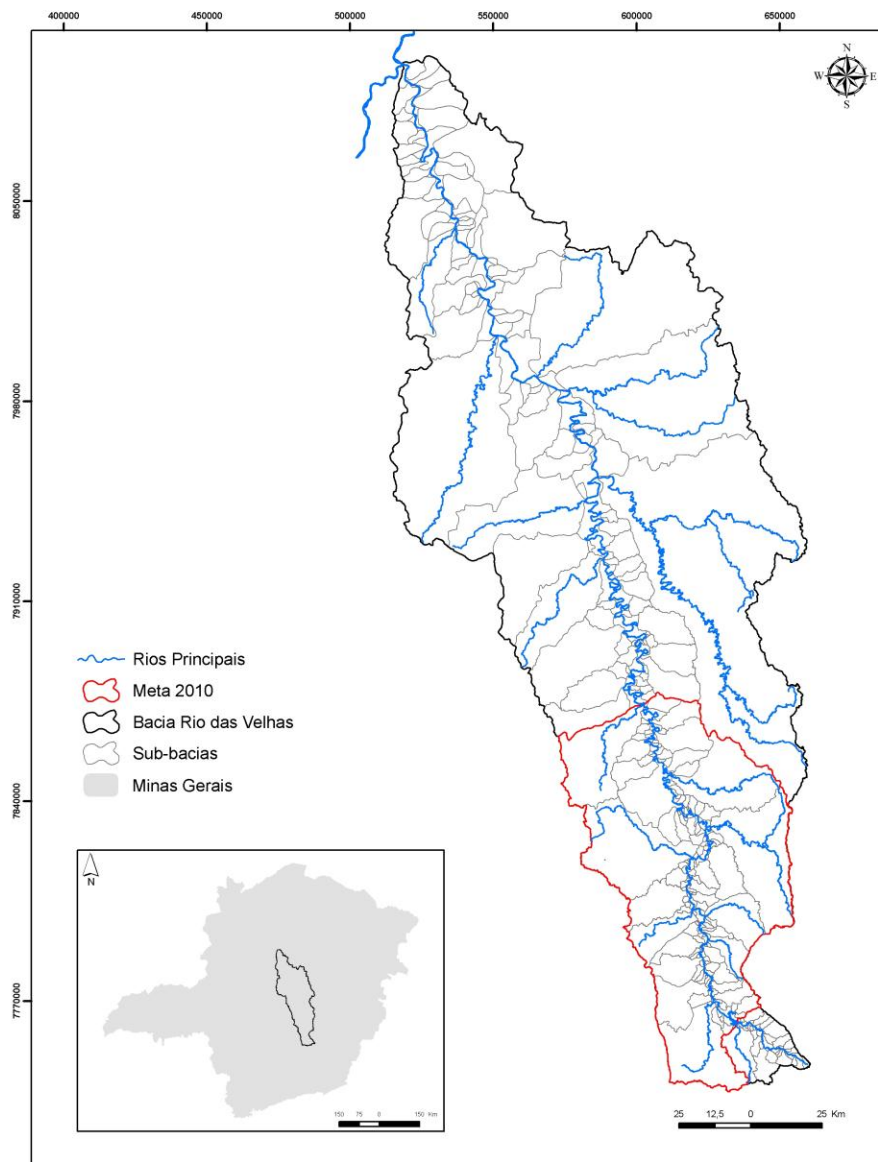 400000 450000 500000 550000 600000 650000
N
W E
S
8050000
7980000
7910000
7840000
7770000
Rios Principais
Meta 2010
Bacia Rio das Velhas
Sub-bacias
Minas Gerais
N
150 75 0 150 Km
25 12,5 0 25 Km